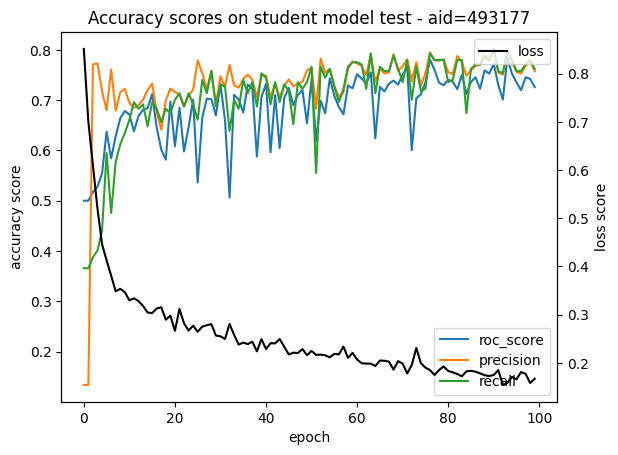 Accuracy scores on student model test - aid=493177
accuracy score
0.8
0.7
0.6
0.5
0.4
0.3
0.2
loss
0.8
0.7
0.6
0.5
0.4
0.3
0.2
loss score
roc_score
precision
recall
0
20
40
60
80
100
epoch